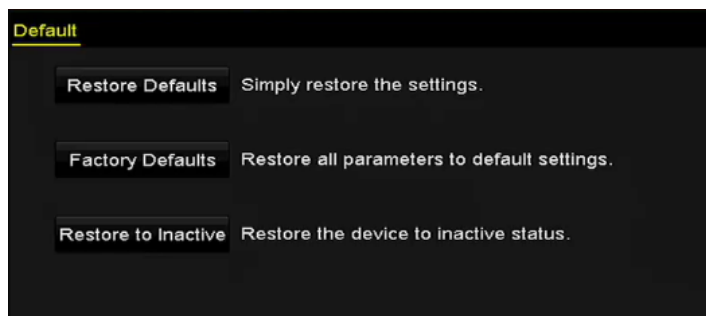 Default
Restore Defaults Simply restore the settings.
Factory Defaults Restore all parameters to default settings.
Restore to Inactive Restore the device to inactive status.